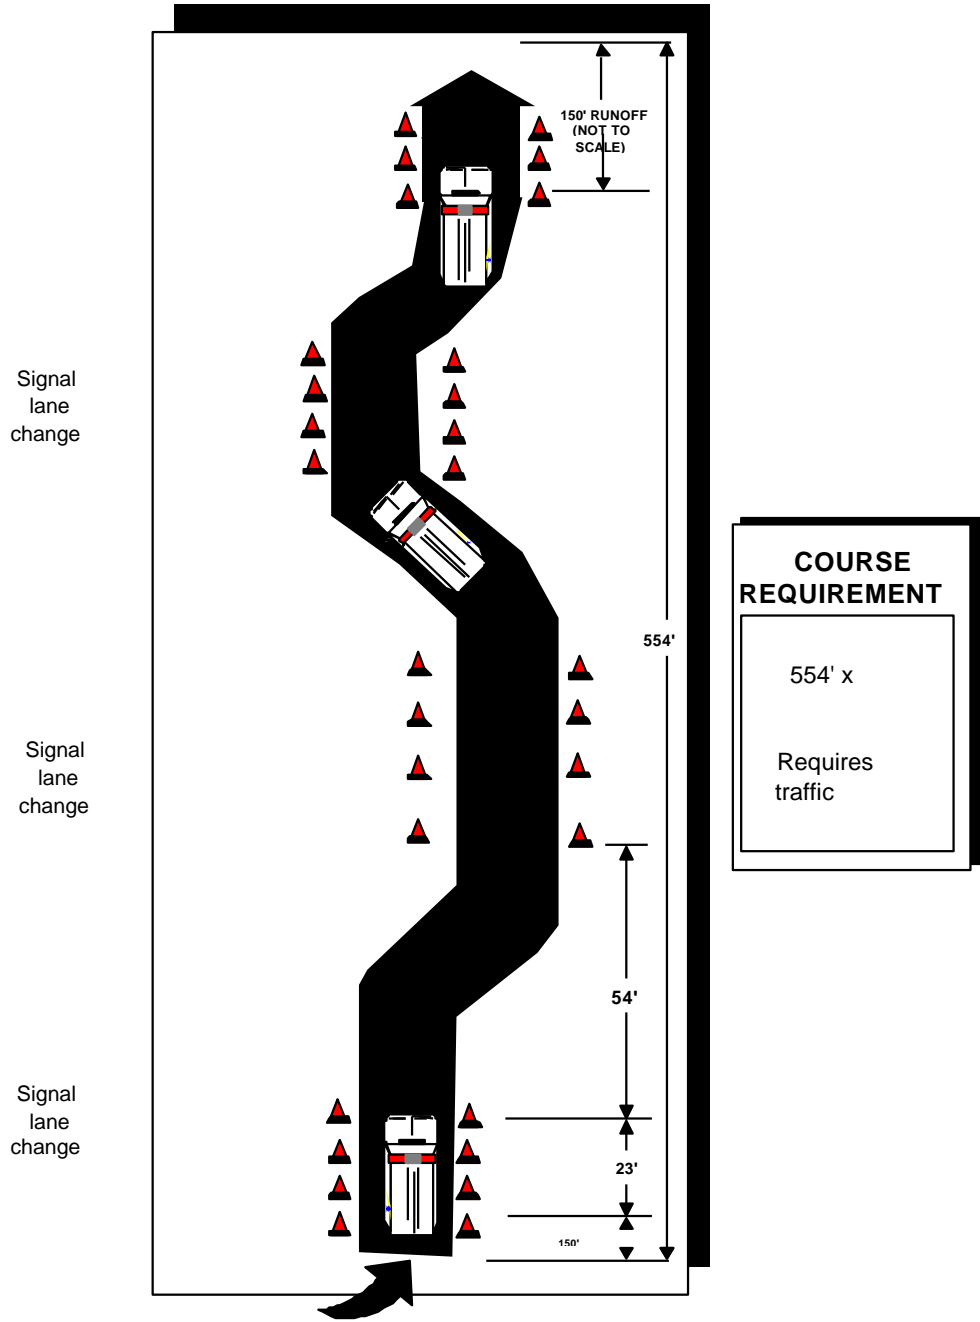 150' RUNOFF
(NOT TO
SCALE)
Signal
lane
change
COURSE
REQUIREMENT
554'
554' x
Signal
lane
change
Requires
traffic
54'
Signal
lane
change
23'
150'